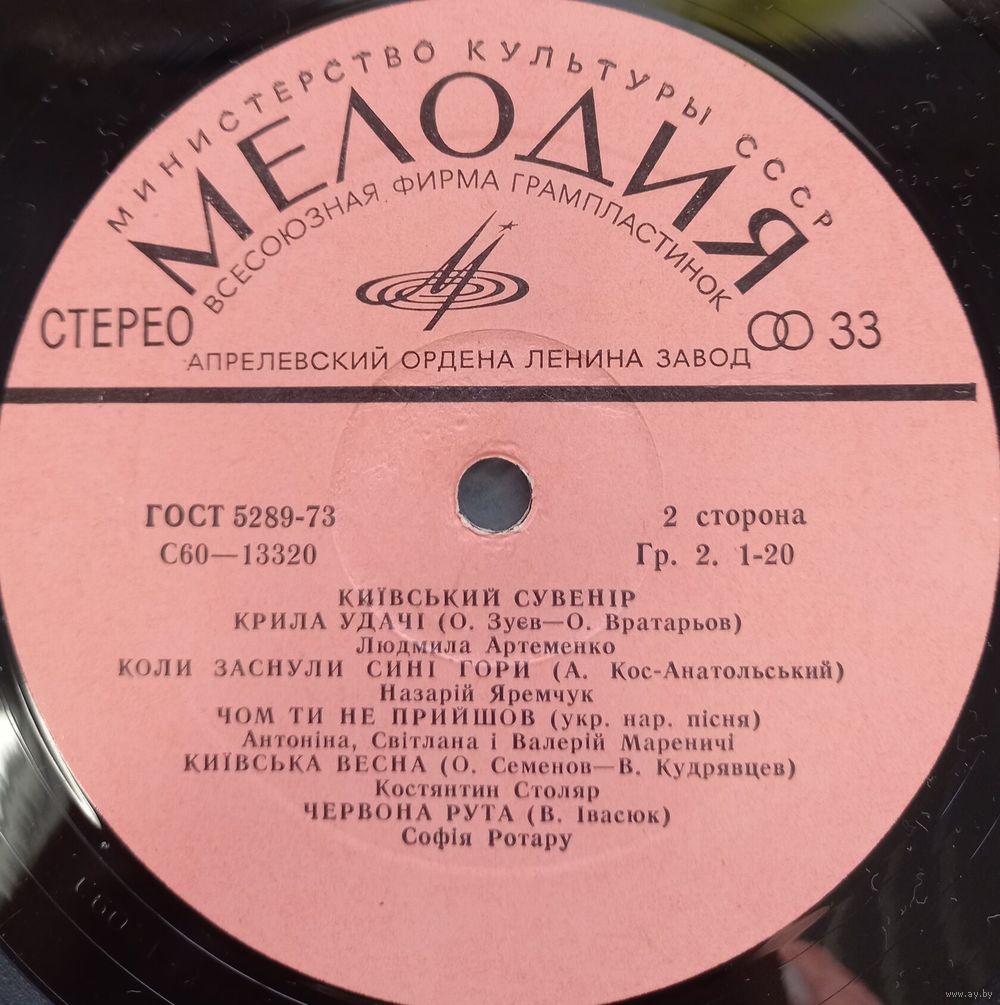 МИНИСТЕРСТВО КУЛЬТУРЫ СССР
МЕЛОДИЯ
ВСЕСОЮЗНАЯ ФИРМА ГРАМПЛАСТИНОК
СТЕРЕО
33
АПРЕЛЕВСКИЙ ОРДЕНА ЛЕНИНА ЗАВОД
ГОСТ 5289-73
2 сторона
С60—13320
Гр. 2. 1-20
КИЇВСЬКИЙ СУВЕНІР
КРИЛА УДАЧІ (О. Зуєв—О. Вратарьов)
Людмила Артеменко
КОЛИ ЗАСНУЛИ СИНІ ГОРИ (А. Кос-Анатольський)
Назарій Яремчук
ЧОМ ТИ НЕ ПРИЙШОВ (укр. нар. пісня)
Антоніна, Світлана і Валерій Мареничі
КИЇВСЬКА ВЕСНА (О. Семенов—В. Кудрявцев)
Костянтин Столяр
ЧЕРВОНА РУТА (В. Івасюк)
Софія Ротару
www.ay.by